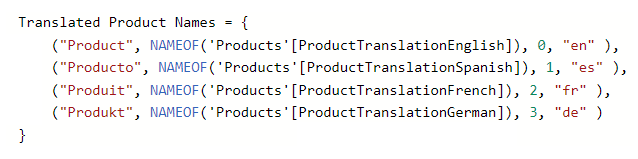 Translated Product Names = {
("Product", NAMEOF('Products'[ProductTranslationEnglish]), 0, "en" ),
("Producto", NAMEOF('Products'[ProductTranslationSpanish]), 1, "es" ),
("Produit", NAMEOF('Products'[ProductTranslationFrench]), 2, "fr" ),
("Produkt", NAMEOF('Products'[ProductTranslationGerman]), 3, "de" )
}